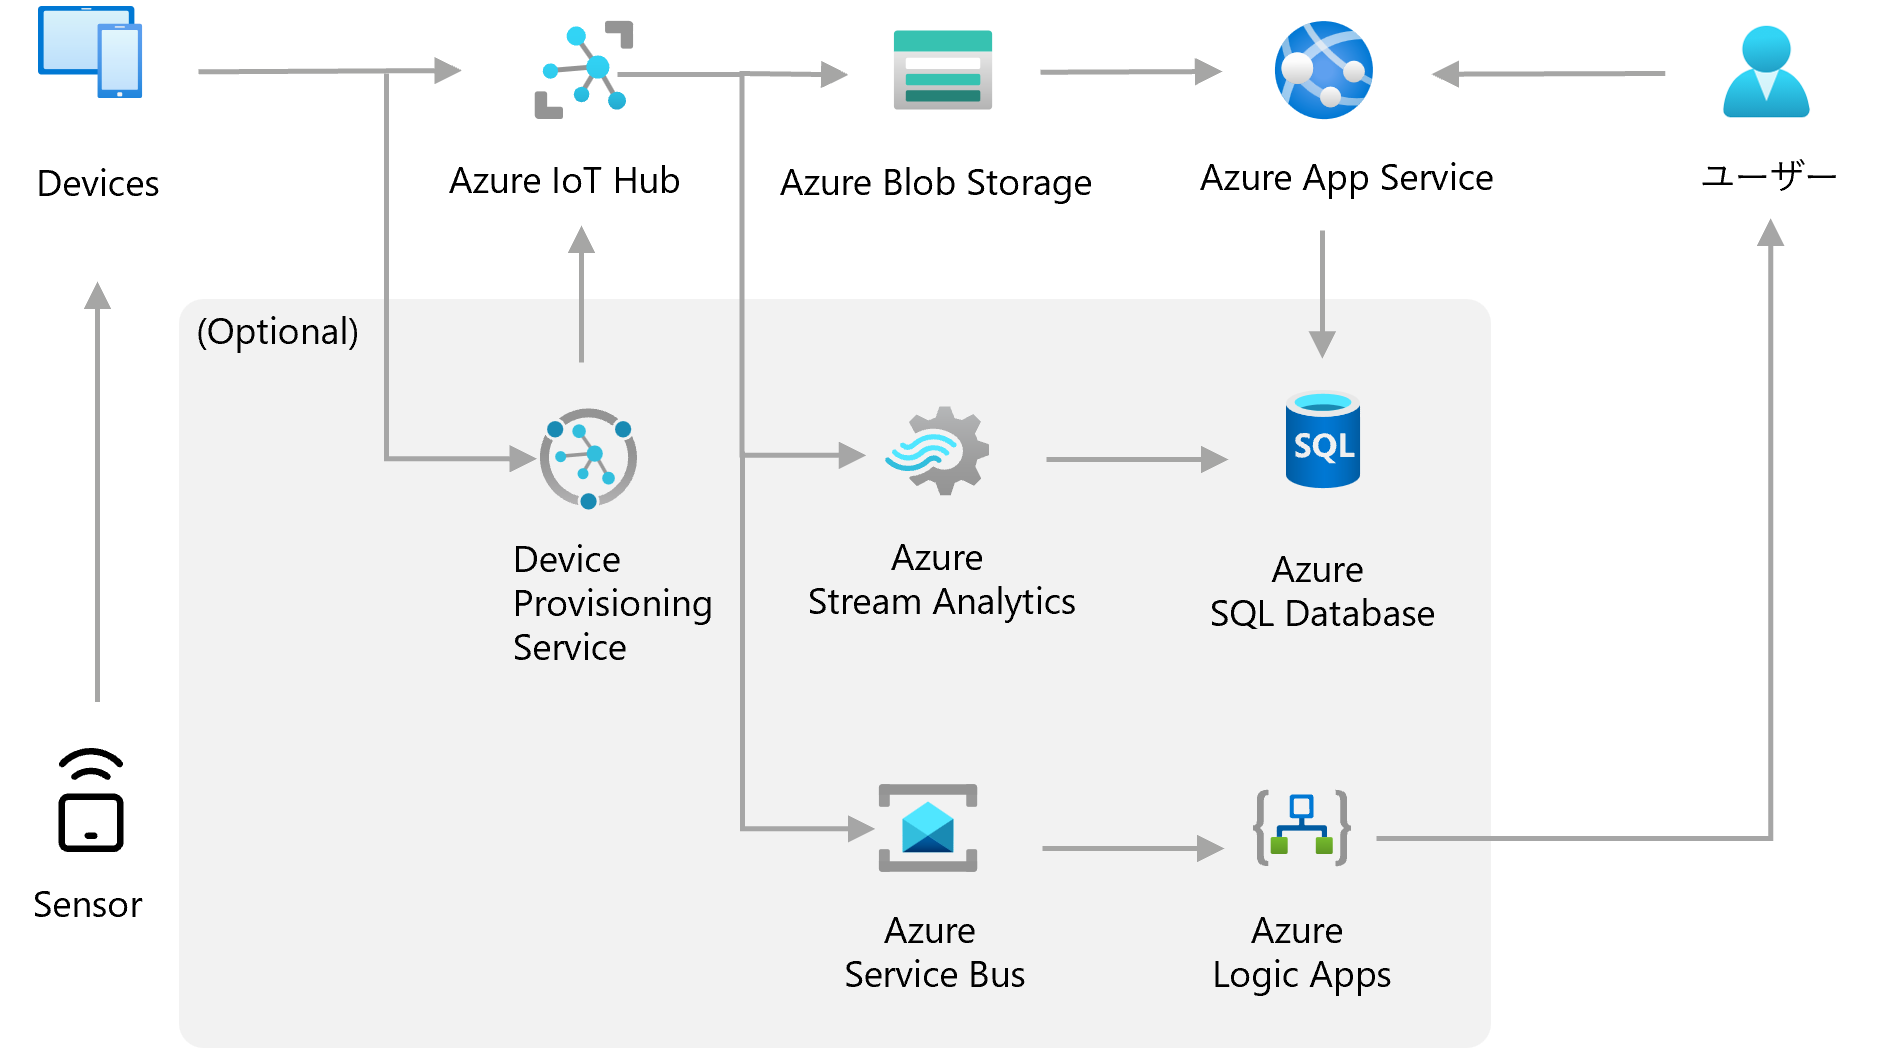 Devices
Azure IoT Hub
Azure Blob Storage
Azure App Service
ユーザー
(Optional)
SQL
Device
Provisioning
Service
Azure
Stream Analytics
Azure
SQL Database
Sensor
Azure
Service Bus
Azure
Logic Apps